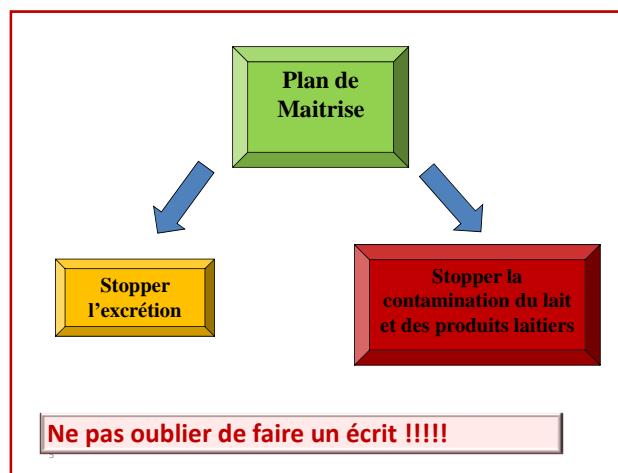 Plan de
Maitrise
Stopper
l’excrétion
Stopper la
contamination du lait
et des produits laitiers
Ne pas oublier de faire un écrit !!!!!